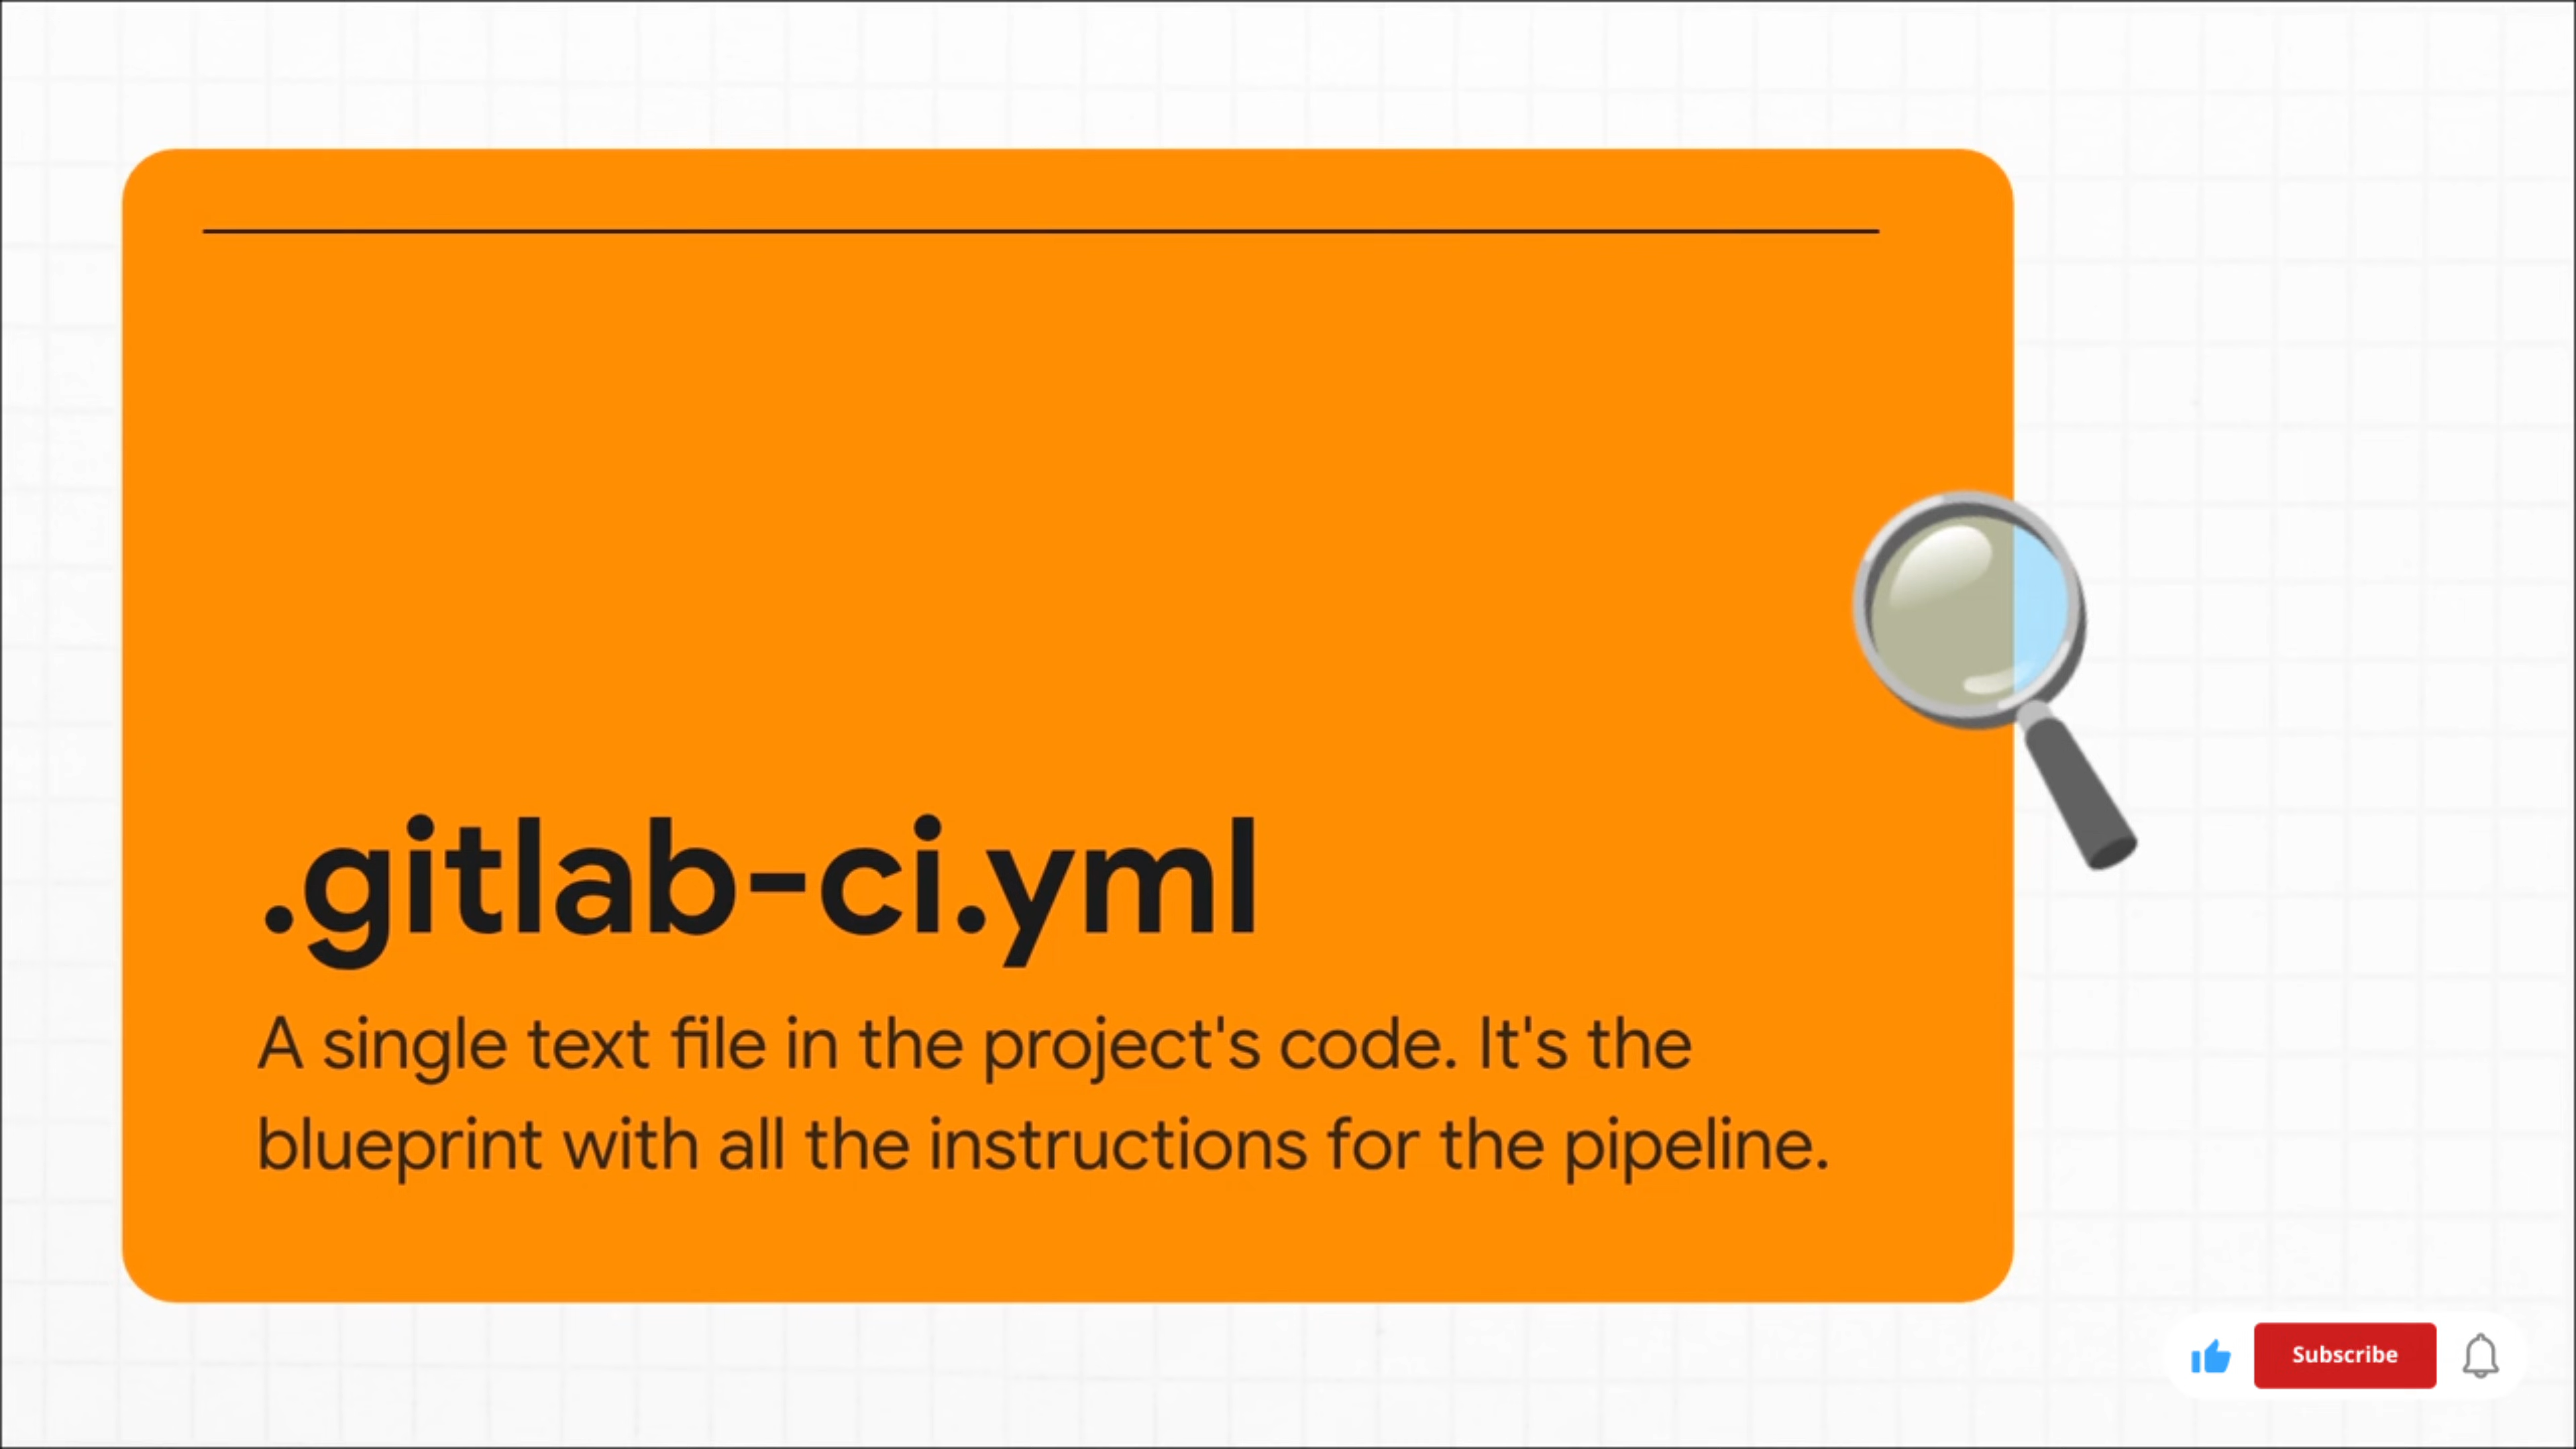 .gitlab-ci.yml
A single text file in the project's code. It's the
blueprint with all the instructions for the pipeline.
Subscribe